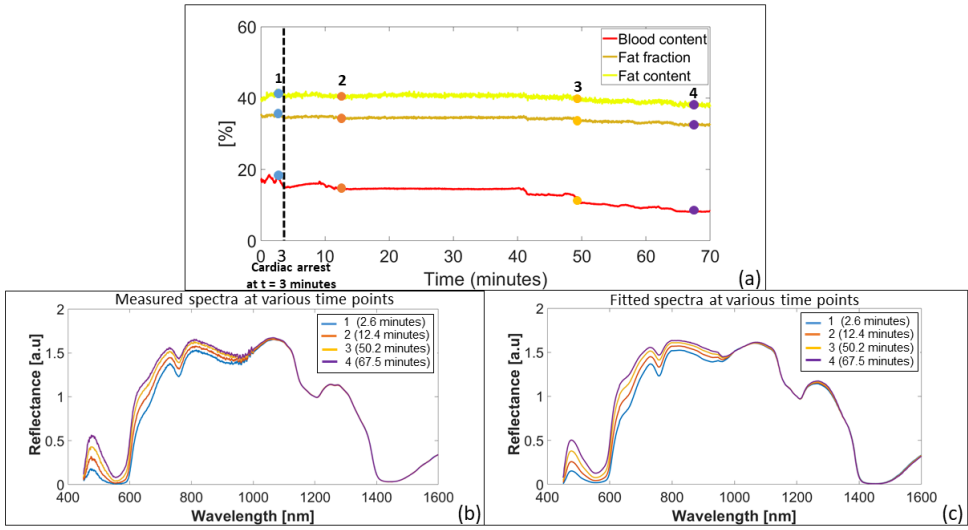 60
40
20
0
[%]
1
2
3
4
Blood content
Fat fraction
Fat content
0 3 10 20 30 40 50 60 70
Cardiac arrest
at t = 3 minutes
Time (minutes)
(a)
Measured spectra at various time points
2
1.5
1
0.5
0
Reflectance [a.u]
1 (2.6 minutes)
2 (12.4 minutes)
3 (50.2 minutes)
4 (67.5 minutes)
400 600 800 1000 1200 1400 1600
Wavelength [nm]
(b)
Fitted spectra at various time points
2
1.5
1
0.5
0
Reflectance [a.u]
1 (2.6 minutes)
2 (12.4 minutes)
3 (50.2 minutes)
4 (67.5 minutes)
400 600 800 1000 1200 1400 1600
Wavelength [nm]
(c)